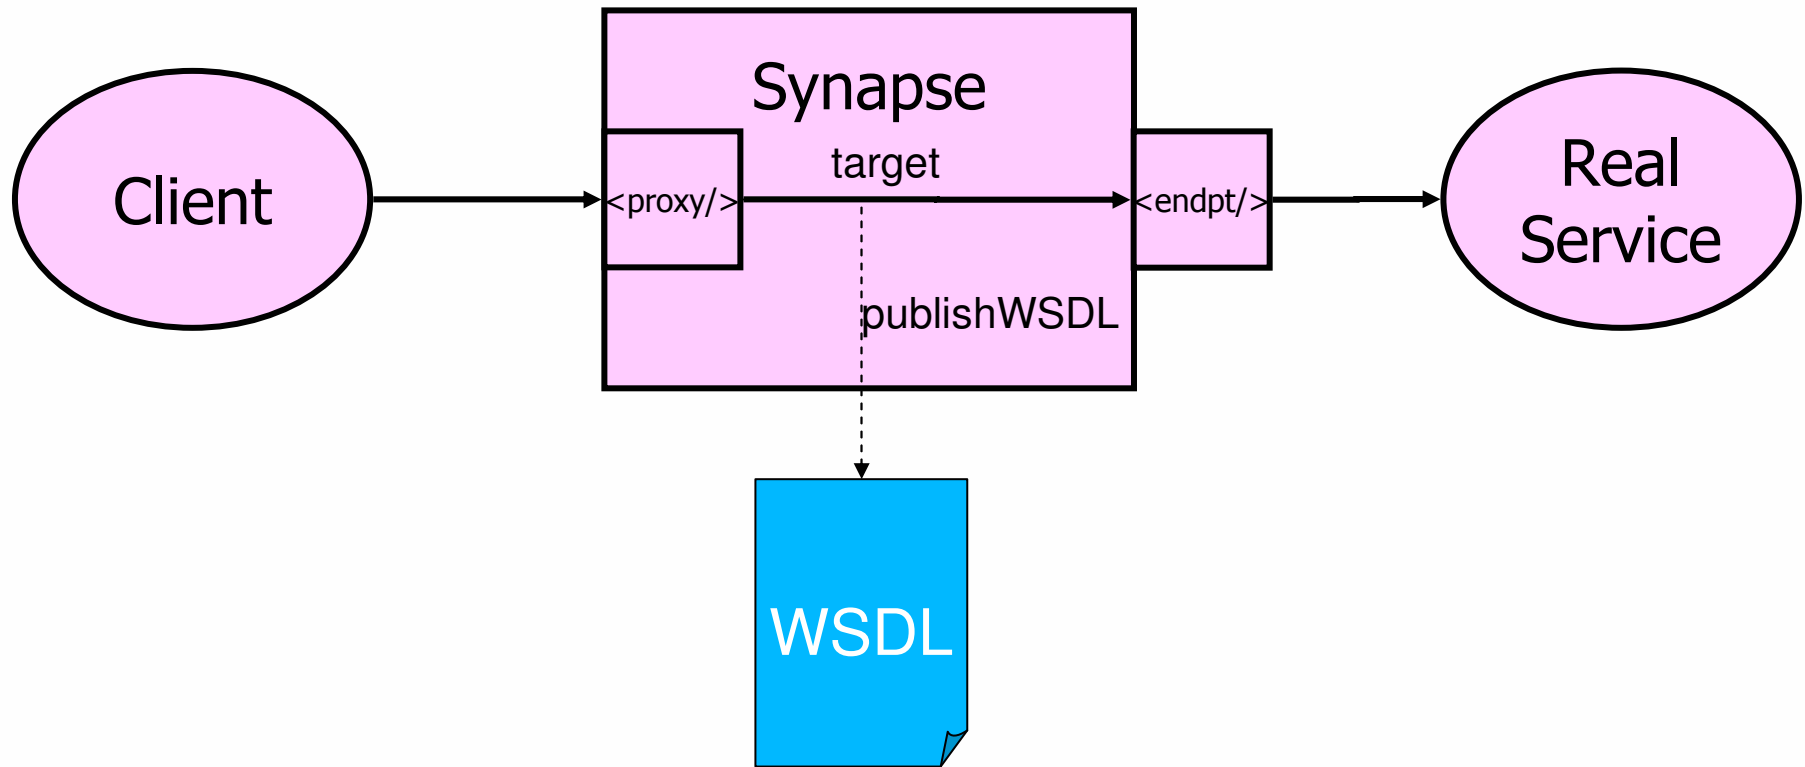 Synapse
Client
<proxy/>
target
<endpt/>
Real
Service
publishWSDL
WSDL